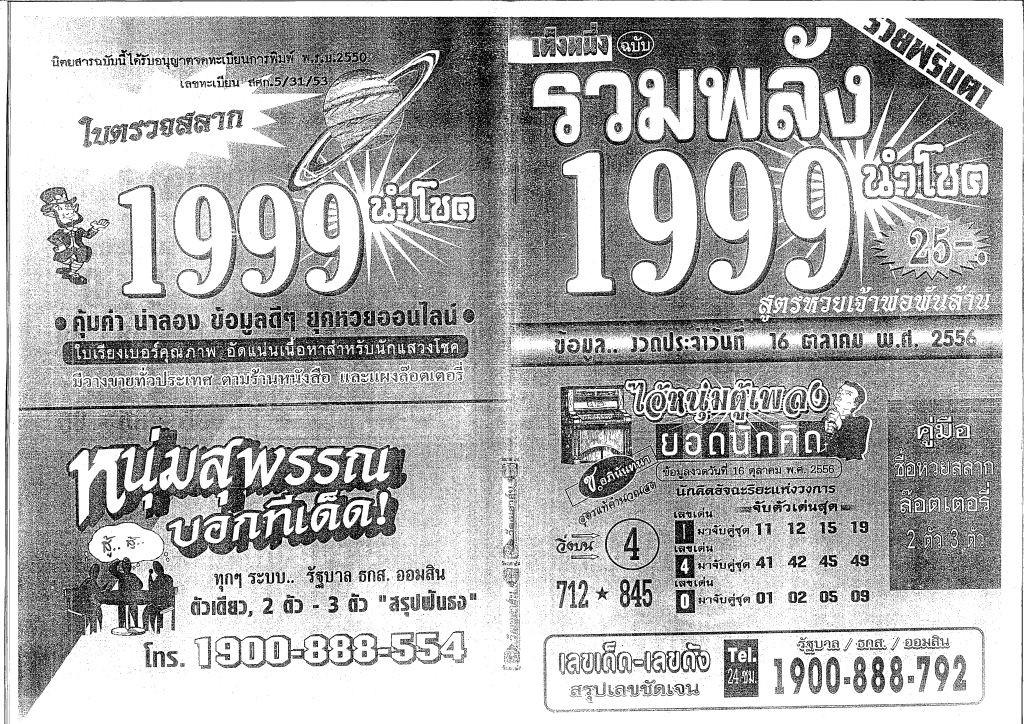 นิตยสารฉบับนี้ได้รับอนุญาตจดทะเบียนการพิมพ์ พ.ร.บ.2550
เลขทะเบียน สสก.5/31/53
ใบตรวจสลาก
1999
นำโชค
• คุ้มค่า น่าลอง ข้อมูลดีๆ ยุคหวยออนไลน์ •
ใบเรียงเบอร์คุณภาพ อัดแน่นเนื้อหาสำหรับนักแสวงโชค
มีวางขายทั่วประเทศ ตามร้านหนังสือ และแผงล๊อตเตอรี่
หนุ่มสุพรรณ
บอกทีเด็ด!
สู้.. สู้..
ทุกๆ ระบบ.. รัฐบาล ธกส. ออมสิน
ตัวเดียว, 2 ตัว - 3 ตัว "สรุปฟันธง"
โทร. 1900-888-554
เต็งหนึ่ง ฉบับ
รวยพริบตา
รวมพลัง
1999
นำโชค
25-.
สูตรหวยเจ้าพ่อพันล้าน
ข้อมูล.. งวดประจำวันที่ 16 ตุลาคม พ.ศ. 2556
ไอ้หนุ่มตู้เพลง
ยอดนักคิด
ข้อมูลงวดวันที่ 16 ตุลาคม พ.ศ. 2556
นักคิดอัจฉะริยะแห่งวงการ
เลขเด่น จับตัวเด่นสุด
1 มาจับคู่ชุด 11 12 15 19
เลขเด่น
4 มาจับคู่ชุด 41 42 45 49
เลขเด่น
0 มาจับคู่ชุด 01 02 05 09
วิ่งบน 4
712 ★ 845
คู่มือ
ซื้อหวยสลาก
ล๊อตเตอรี่
2 ตัว 3 ตัว
เลขเด็ด-เลขดัง
สรุปเลขชัดเจน
Tel.
24 ชม.
รัฐบาล / ธกส. / ออมสิน
1900-888-792